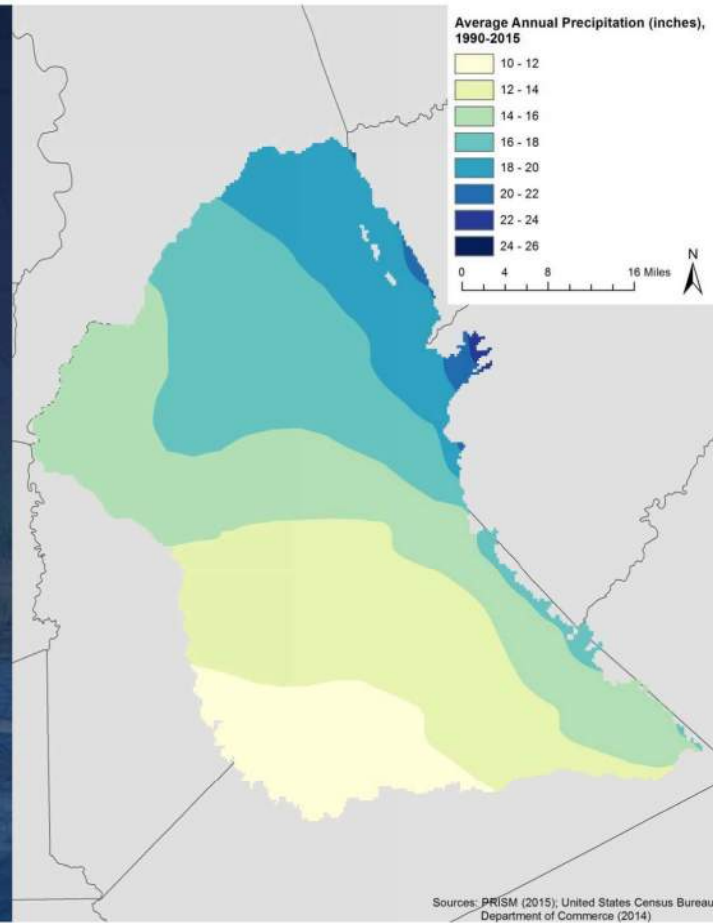 Average Annual Precipitation (inches),
1990-2015
10 - 12
12 - 14
14 - 16
16 - 18
18 - 20
20 - 22
22 - 24
24 - 26
0 4 8 16 Miles
N
Sources: PRISM (2015); United States Census Bureau
Department of Commerce (2014)